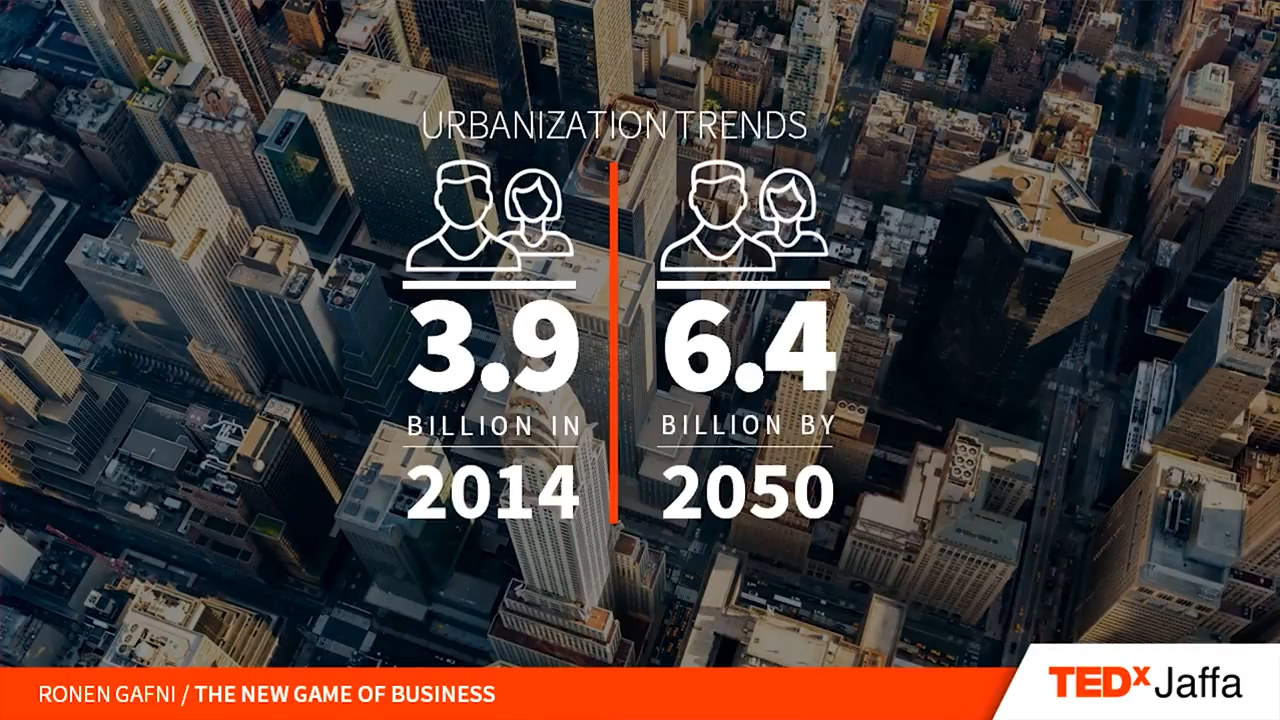 URBANIZATION TRENDS
3.9
BILLION IN
2014
6.4
BILLION BY
2050
RONEN GAFNI / THE NEW GAME OF BUSINESS
TEDx Jaffa